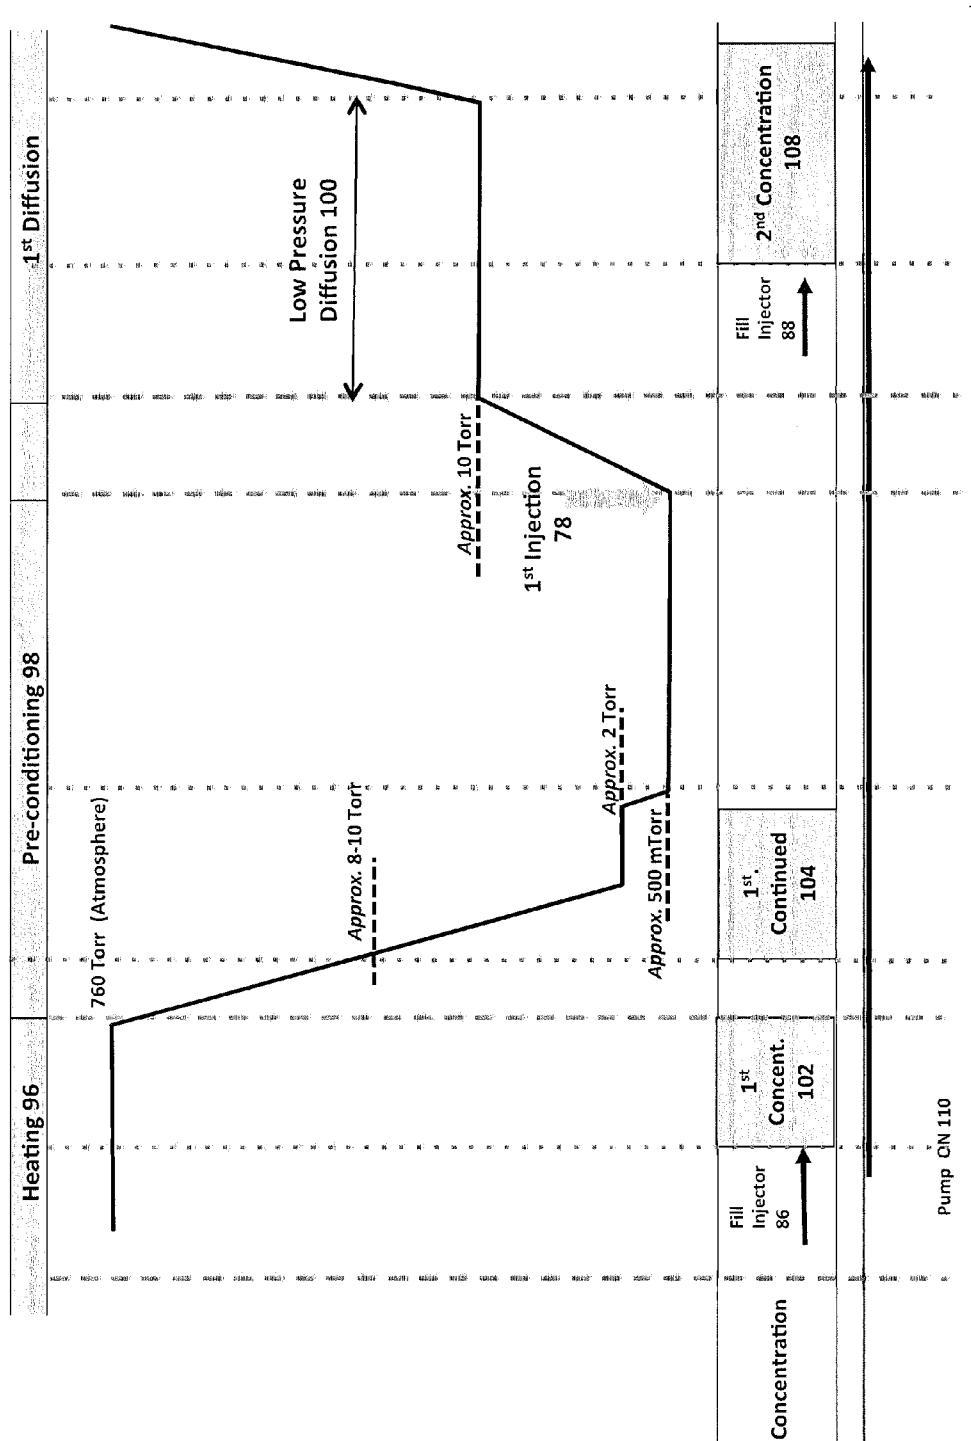 Heating 96
Pre-conditioning 98
1st Diffusion
760 Torr (Atmosphere)
Approx. 8-10 Torr
Approx. 2 Torr
Approx. 500 mTorr
Approx. 10 Torr
1st Injection
78
Low Pressure
Diffusion 100
Concentration
Fill
Injector
86
1st
Concent.
102
1st.
Continued
104
Fill
Injector
88
2nd Concentration
108
Pump ON 110